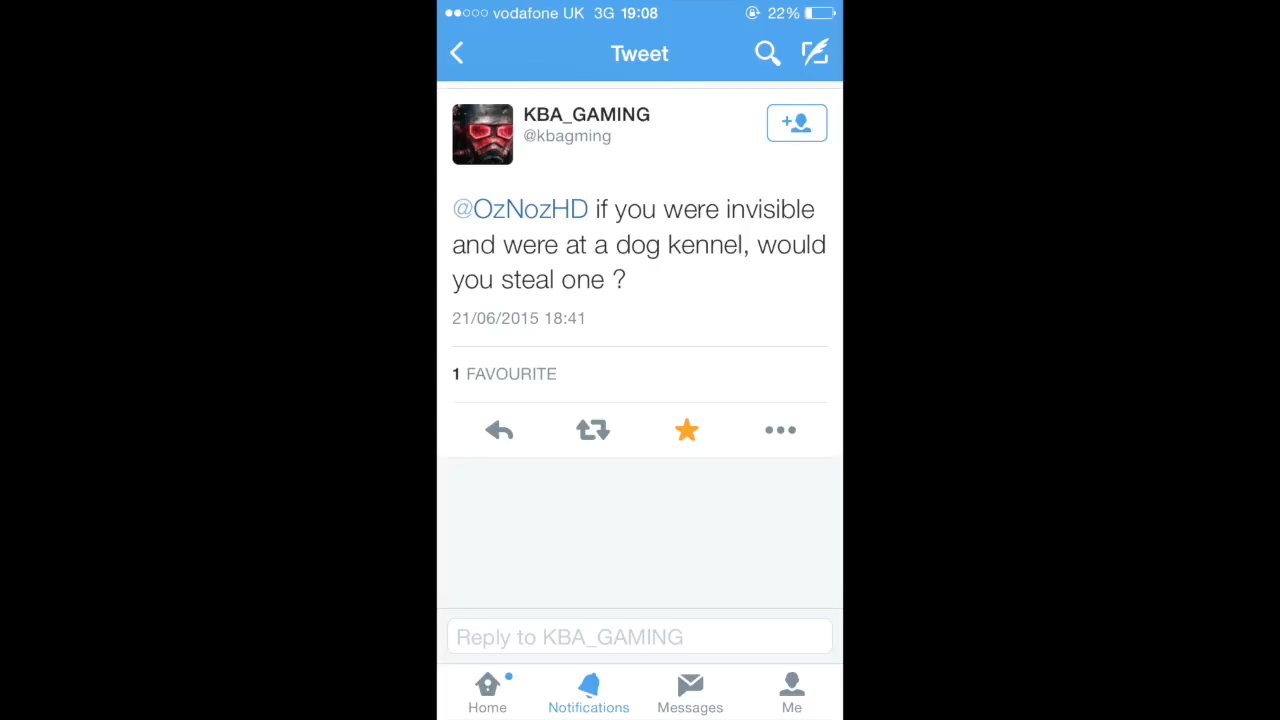 vodafone UK 3G 19:08 22%
Tweet
KBA_GAMING
@kbagming
@OzNozHD if you were invisible
and were at a dog kennel, would
you steal one ?
21/06/2015 18:41
1 FAVOURITE
Reply to KBA_GAMING
Home Notifications Messages Me